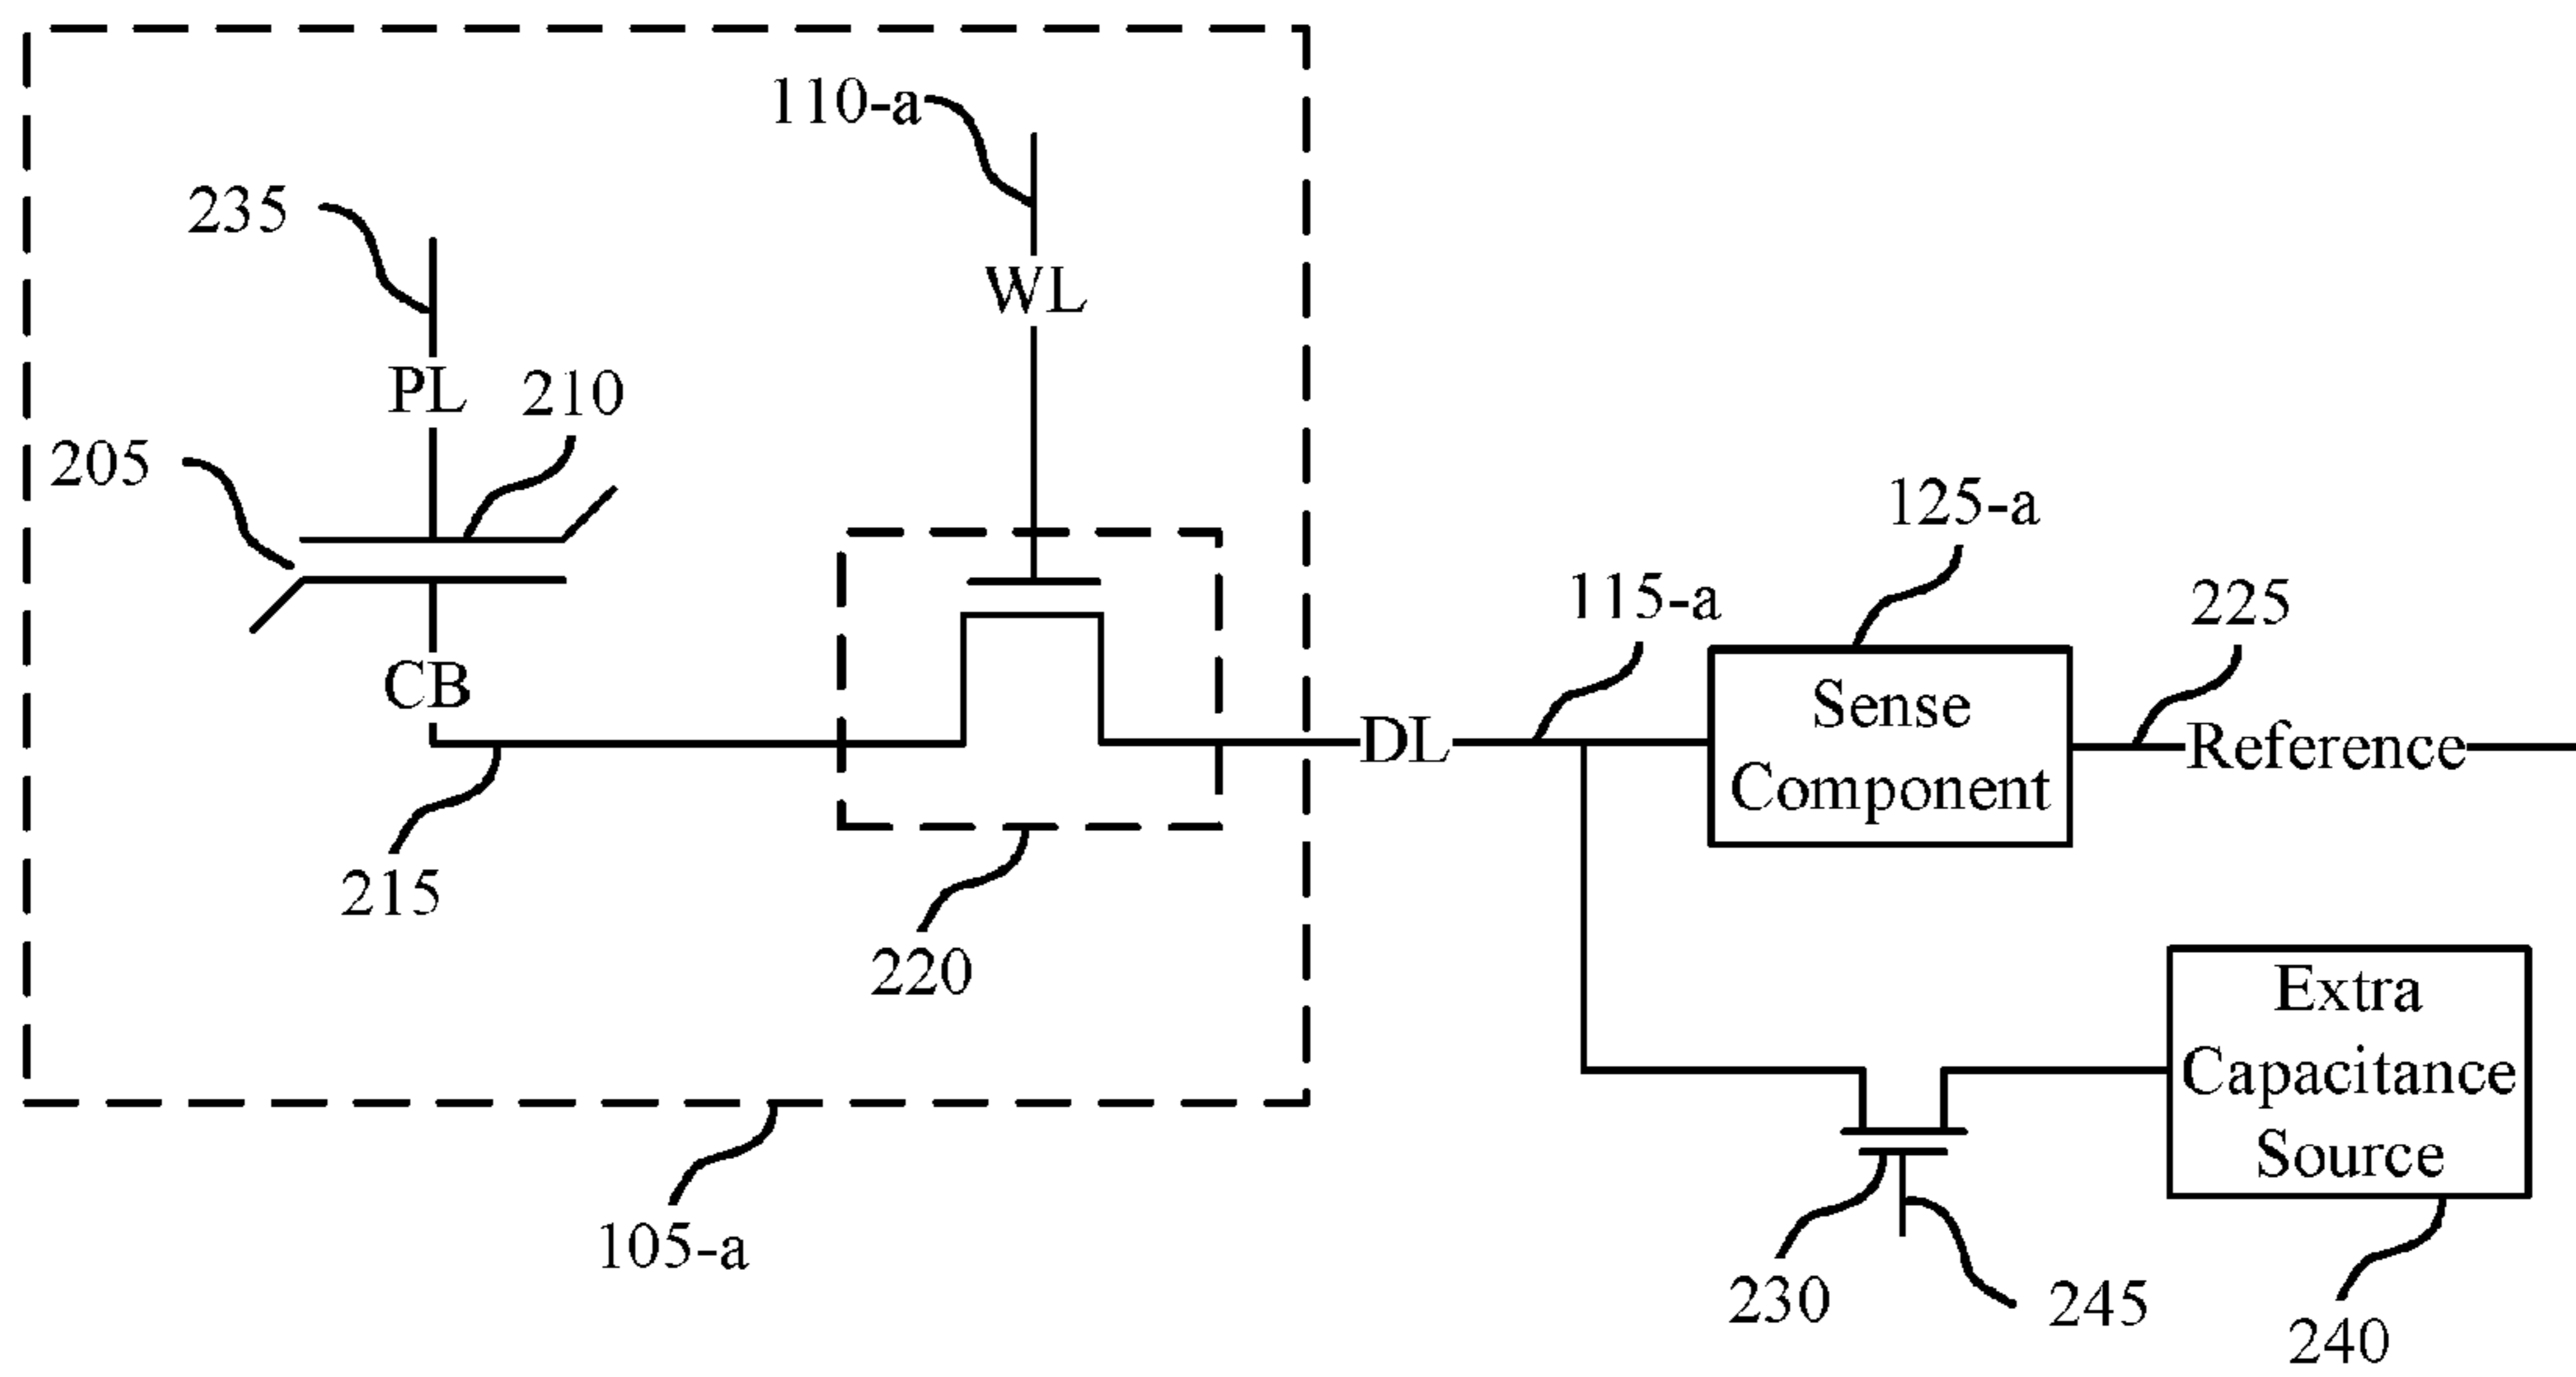 110-a
235
WL
PL
210
205
125-a
115-a
225
CB
Sense
Component
DL
Reference
215
220
Extra
Capacitance
Source
105-a
230
245
240